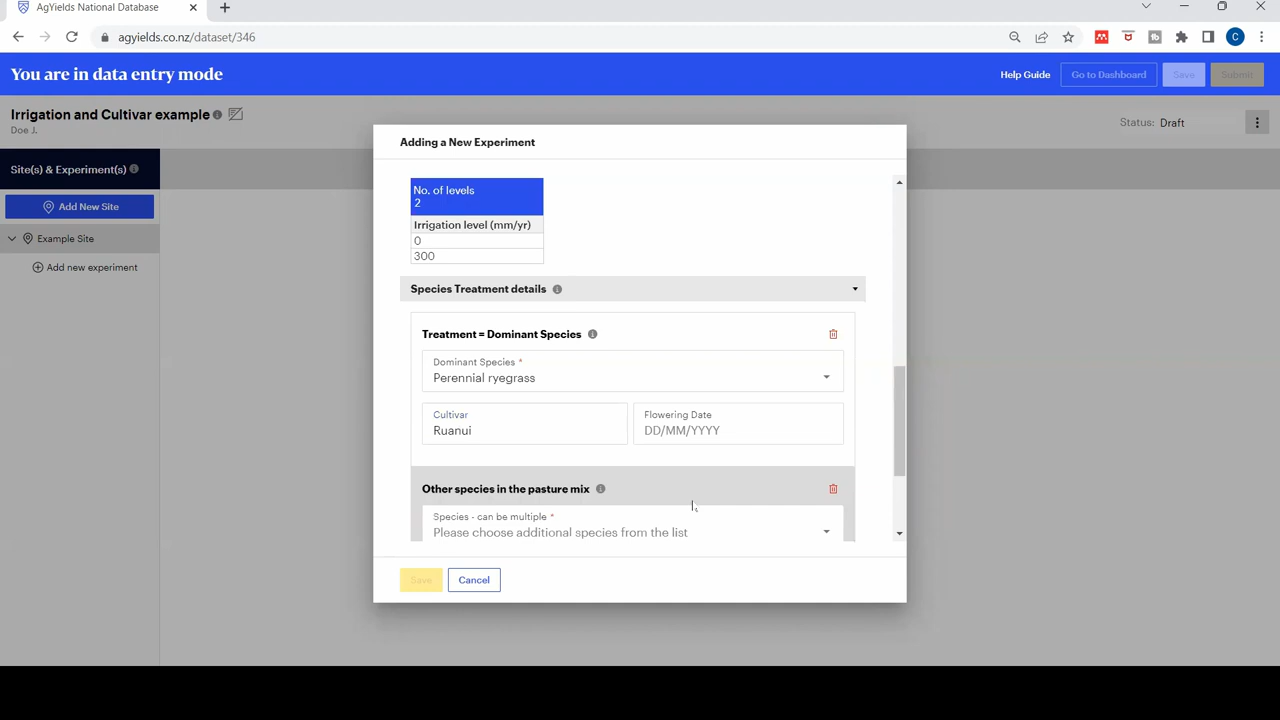 AgYields National Database
agyields.co.nz/dataset/346
C
You are in data entry mode
Help Guide
Go to Dashboard
Save
Submit
Irrigation and Cultivar example
Doe J.
Status: Draft
Site(s) & Experiment(s)
Add New Site
Example Site
Add new experiment
Adding a New Experiment
No. of levels
2
Irrigation level (mm/yr)
0
300
Species Treatment details
Treatment = Dominant Species
Dominant Species *
Perennial ryegrass
Cultivar
Ruanui
Flowering Date
DD/MM/YYYY
Other species in the pasture mix
Species - can be multiple *
Please choose additional species from the list
Save
Cancel